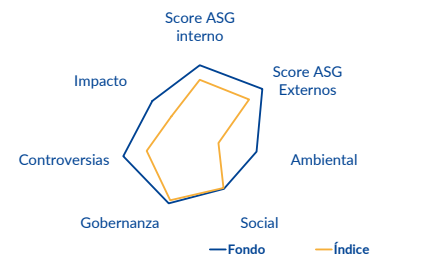 Score ASG
interno
Score ASG
Externos
Impacto
Controversias
Ambiental
Gobernanza
Social
Fondo
Índice